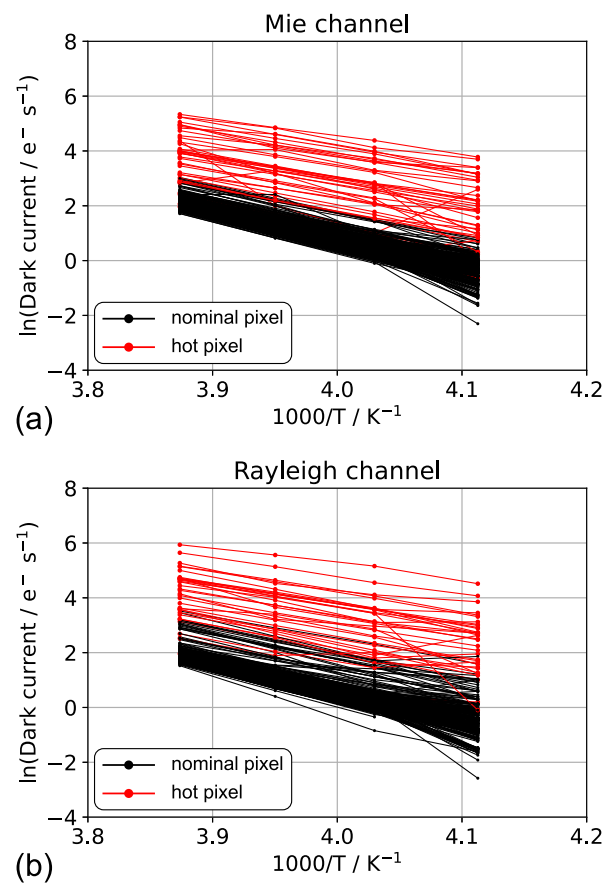 Mie channel
ln(Dark current / e⁻ s⁻¹)
8
6
4
2
0
−2
−4
nominal pixel
hot pixel
3.8 3.9 4.0 4.1 4.2
1000/T / K⁻¹
(a)
Rayleigh channel
ln(Dark current / e⁻ s⁻¹)
8
6
4
2
0
−2
−4
nominal pixel
hot pixel
3.8 3.9 4.0 4.1 4.2
1000/T / K⁻¹
(b)